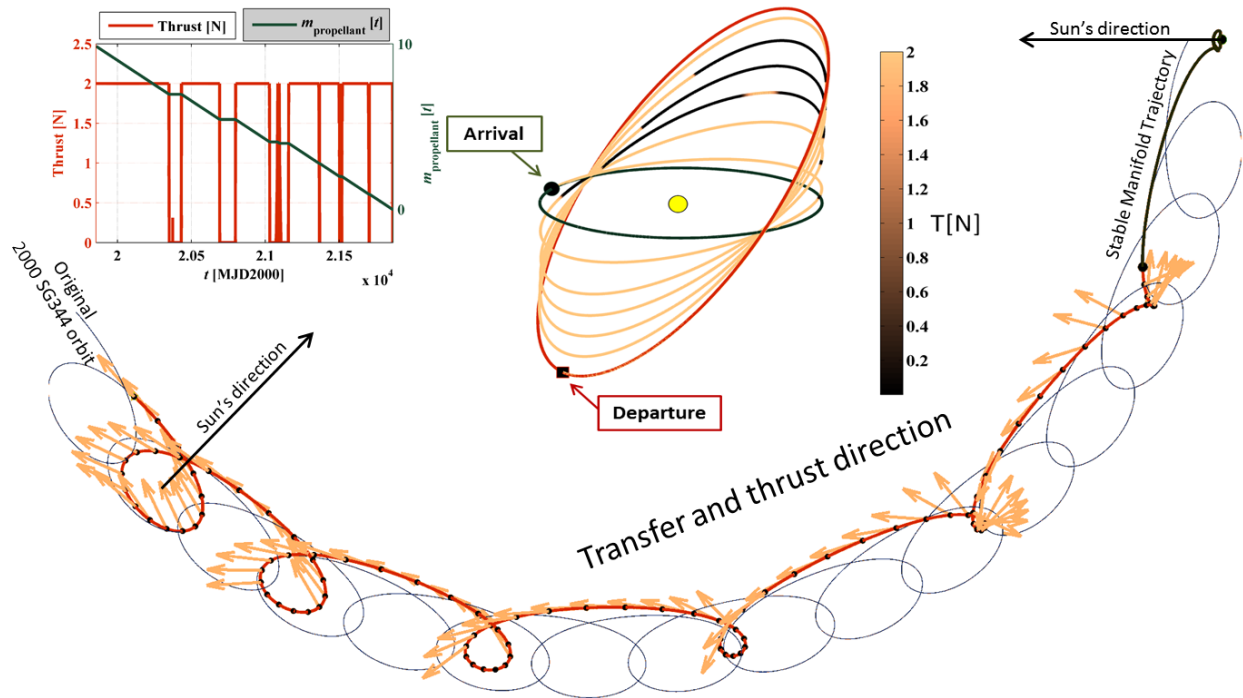 Thrust [N]
m_propellant [t]
2.5
2
1.5
1
0.5
0
Thrust [N]
10
0
m_propellant [t]
2
2.05
2.1
2.15
t [MJD2000]
x 10^4
Arrival
Departure
2
1.8
1.6
1.4
1.2
1
0.8
0.6
0.4
0.2
T[N]
Sun's direction
Stable Manifold Trajectory
Original
2000 SG344 orbit
Sun's direction
Transfer and thrust direction